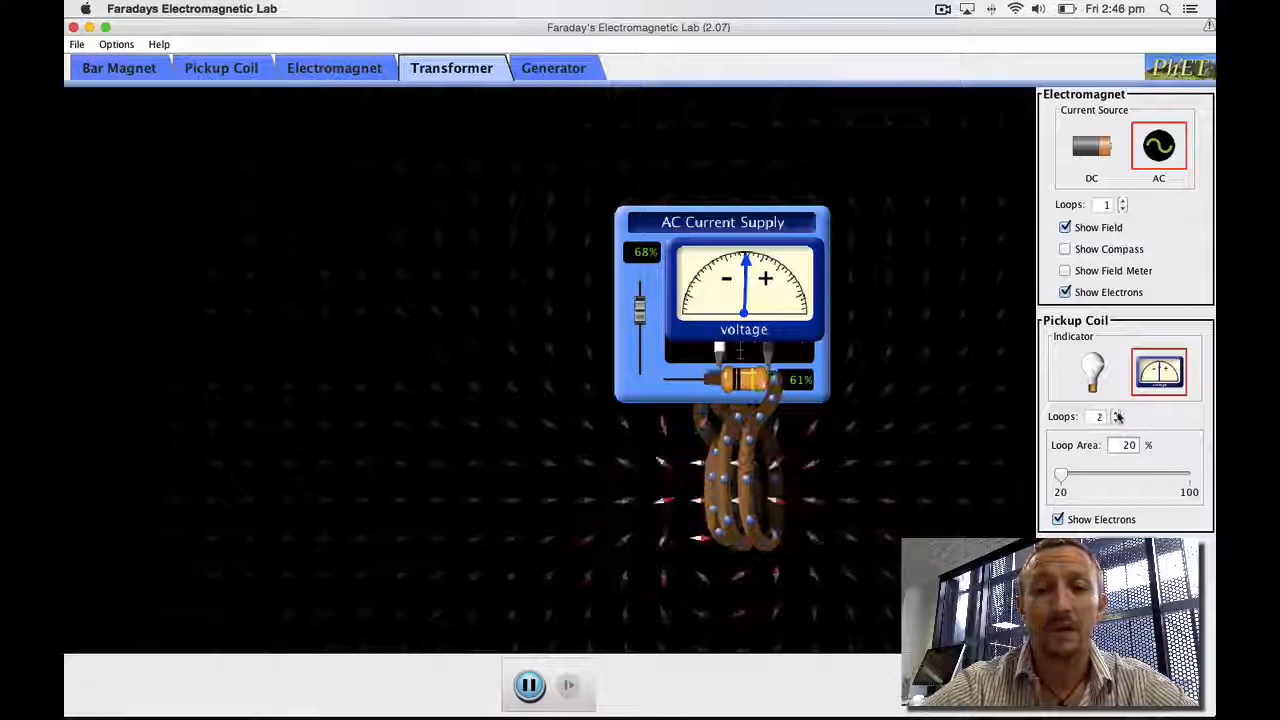 Faradays Electromagnetic Lab
Fri 2:46 pm
Faraday's Electromagnetic Lab (2.07)
File Options Help
Bar Magnet Pickup Coil Electromagnet Transformer Generator
PhET
Electromagnet
Current Source
DC AC
Loops: 1
Show Field
Show Compass
Show Field Meter
Show Electrons
AC Current Supply
68%
- +
voltage
61%
Pickup Coil
Indicator
voltage
Loops: 2
Loop Area: 20 %
20 100
Show Electrons